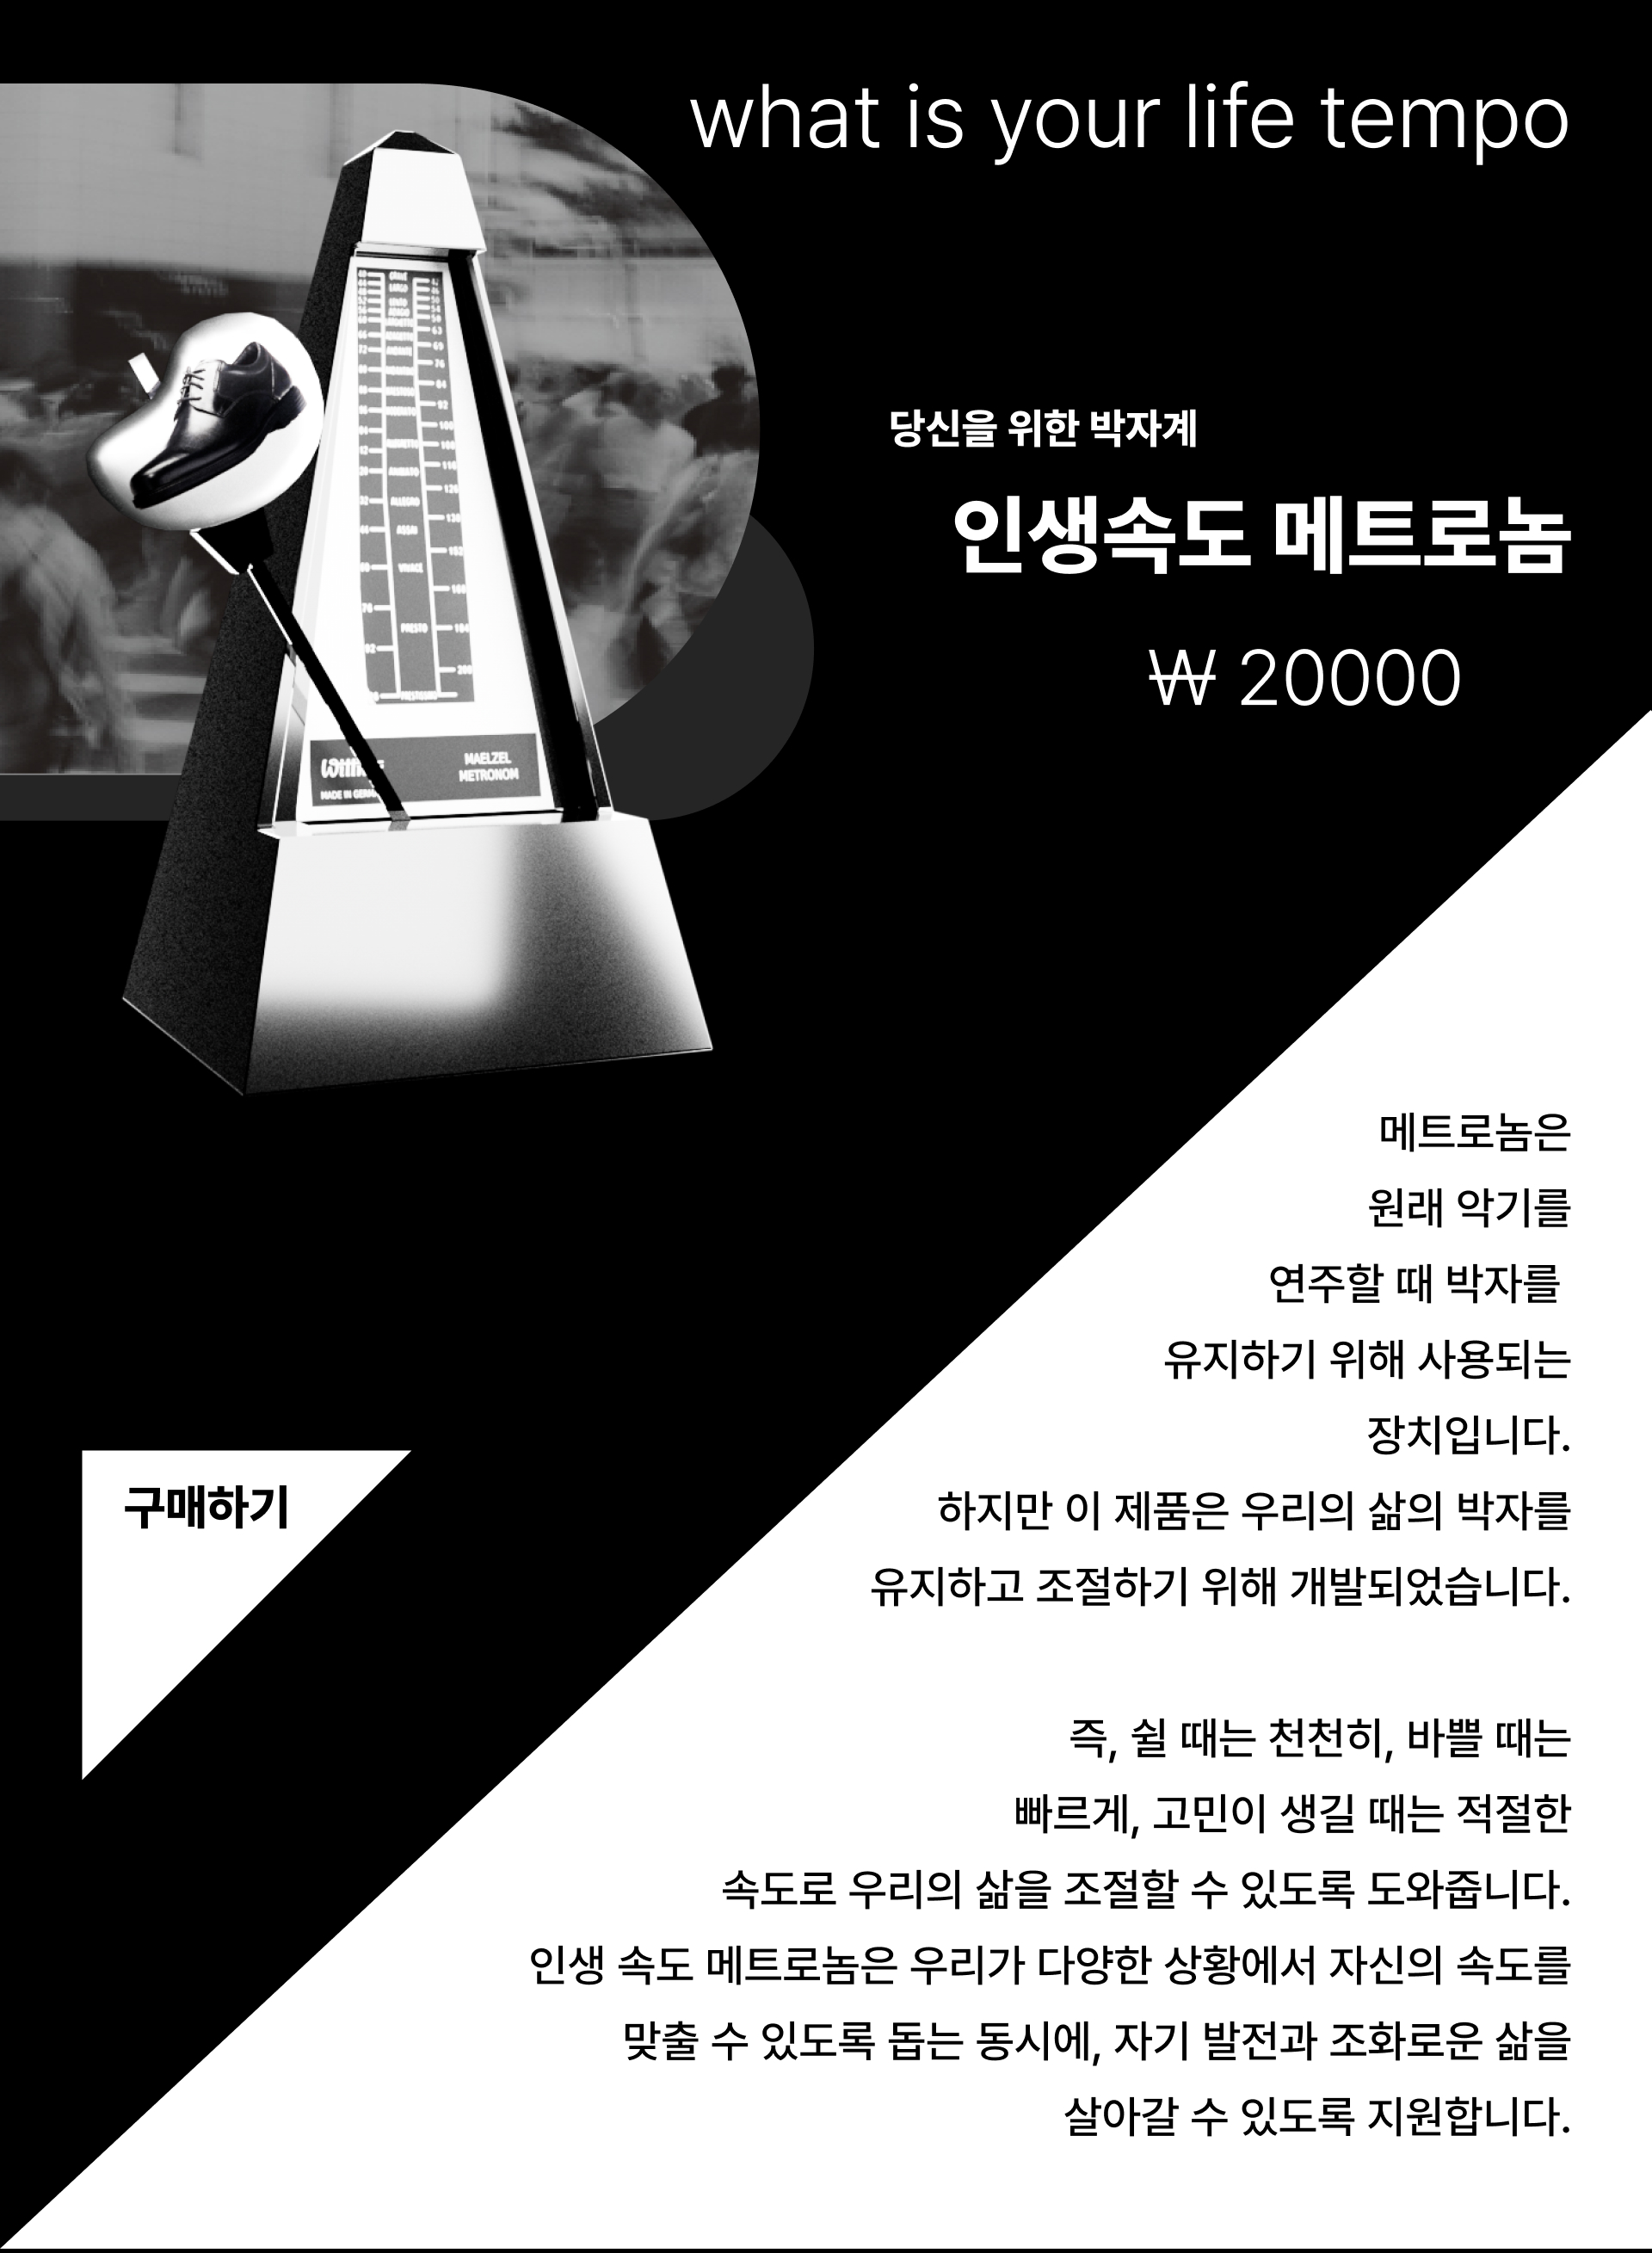 what is your life tempo
당신을 위한 박자계
인생속도 메트로놈
₩ 20000
MAELZEL
METRONOM
MADE IN
구매하기
메트로놈은
원래 악기를
연주할 때 박자를
유지하기 위해 사용되는
장치입니다.
하지만 이 제품은 우리의 삶의 박자를
유지하고 조절하기 위해 개발되었습니다.
즉, 쉴 때는 천천히, 바쁠 때는
빠르게, 고민이 생길 때는 적절한
속도로 우리의 삶을 조절할 수 있도록 도와줍니다.
인생 속도 메트로놈은 우리가 다양한 상황에서 자신의 속도를
맞출 수 있도록 돕는 동시에, 자기 발전과 조화로운 삶을
살아갈 수 있도록 지원합니다.